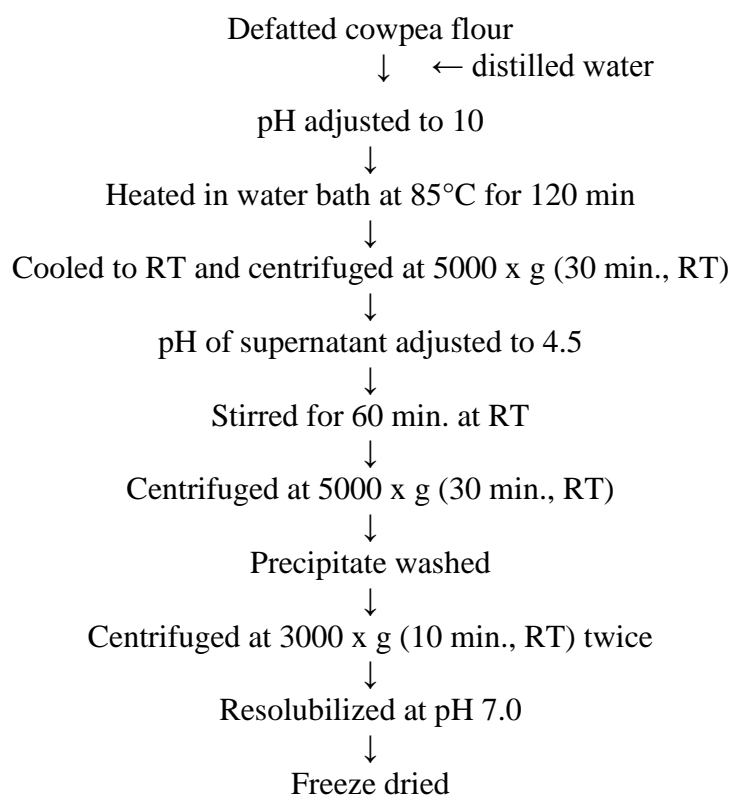 Defatted cowpea flour
↓ ← distilled water
pH adjusted to 10
↓
Heated in water bath at 85°C for 120 min
↓
Cooled to RT and centrifuged at 5000 x g (30 min., RT)
↓
pH of supernatant adjusted to 4.5
↓
Stirred for 60 min. at RT
↓
Centrifuged at 5000 x g (30 min., RT)
↓
Precipitate washed
↓
Centrifuged at 3000 x g (10 min., RT) twice
↓
Resolubilized at pH 7.0
↓
Freeze dried